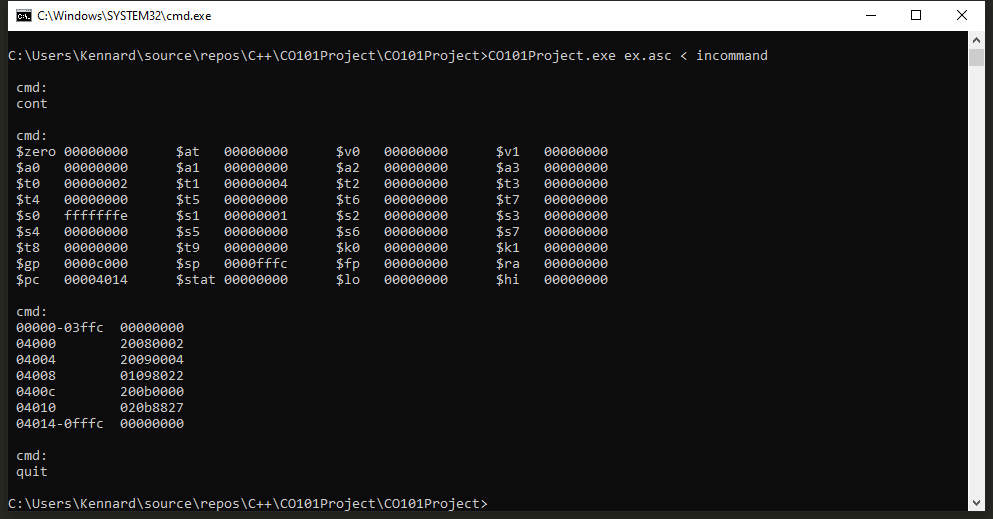 C:\Windows\SYSTEM32\cmd.exe
C:\Users\Kennard\source\repos\C++\CO101Project\CO101Project>CO101Project.exe ex.asc < incommand
cmd:
cont
cmd:
$zero 00000000 $at 00000000 $v0 00000000 $v1 00000000
$a0 00000000 $a1 00000000 $a2 00000000 $a3 00000000
$t0 00000002 $t1 00000004 $t2 00000000 $t3 00000000
$t4 00000000 $t5 00000000 $t6 00000000 $t7 00000000
$s0 fffffffe $s1 00000001 $s2 00000000 $s3 00000000
$s4 00000000 $s5 00000000 $s6 00000000 $s7 00000000
$t8 00000000 $t9 00000000 $k0 00000000 $k1 00000000
$gp 0000c000 $sp 0000fffc $fp 00000000 $ra 00000000
$pc 00004014 $stat 00000000 $lo 00000000 $hi 00000000
cmd:
00000-03ffc 00000000
04000 20080002
04004 20090004
04008 01098022
0400c 200b0000
04010 020b8827
04014-0fffc 00000000
cmd:
quit
C:\Users\Kennard\source\repos\C++\CO101Project\CO101Project>